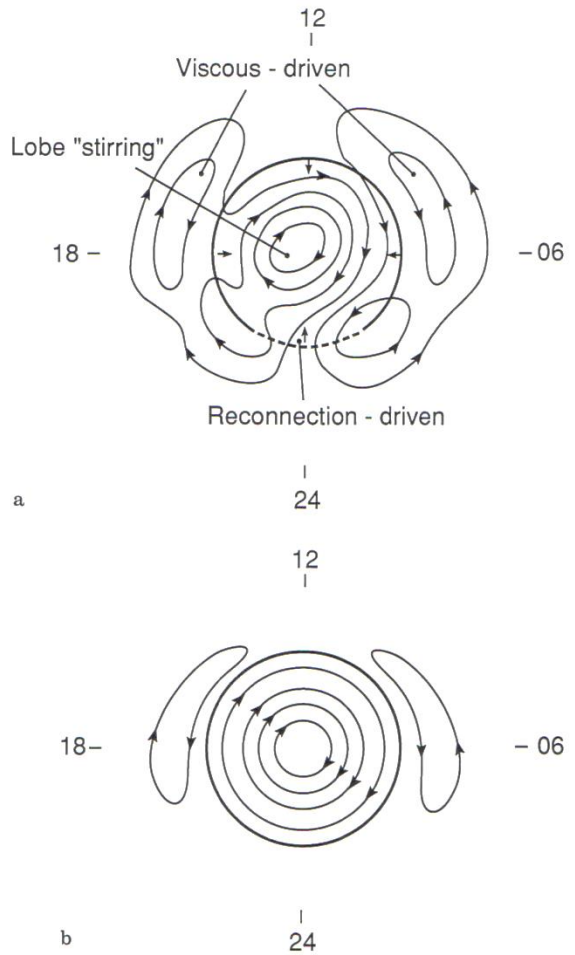 12
Viscous - driven
Lobe "stirring"
18 -
- 06
Reconnection - driven
a
24
12
18 -
- 06
b
24